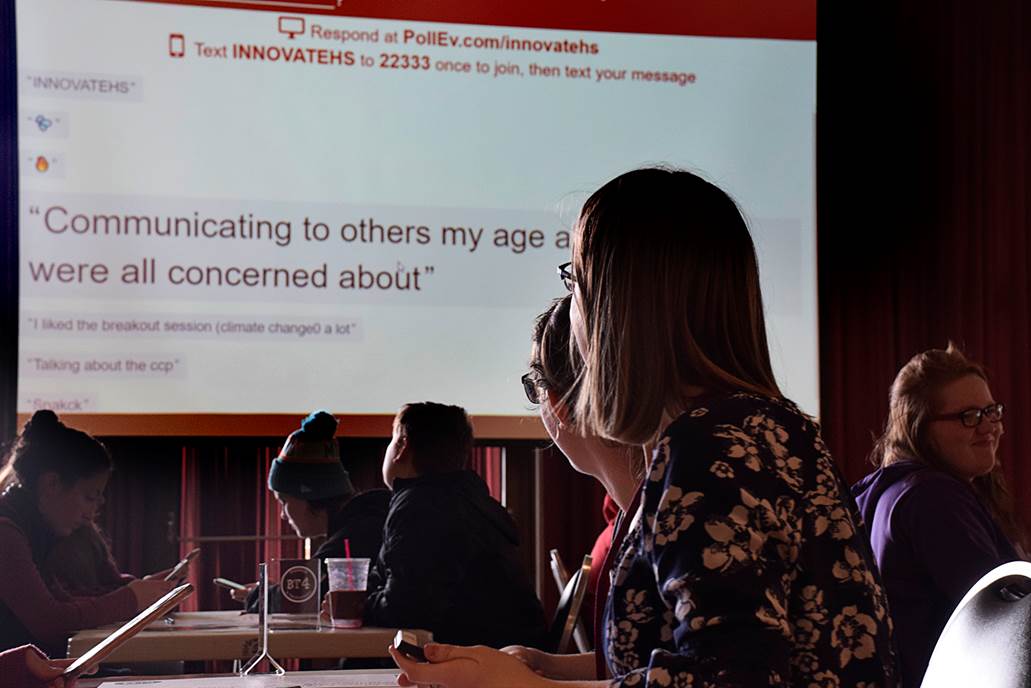 Respond at PollEv.com/innovatehs
Text INNOVATEHS to 22333 once to join, then text your message
"INNOVATEHS"
"Communicating to others my age a
were all concerned about"
"I liked the breakout session (climate change0 a lot"
"Talking about the ccp"
"Snakck"
BT4